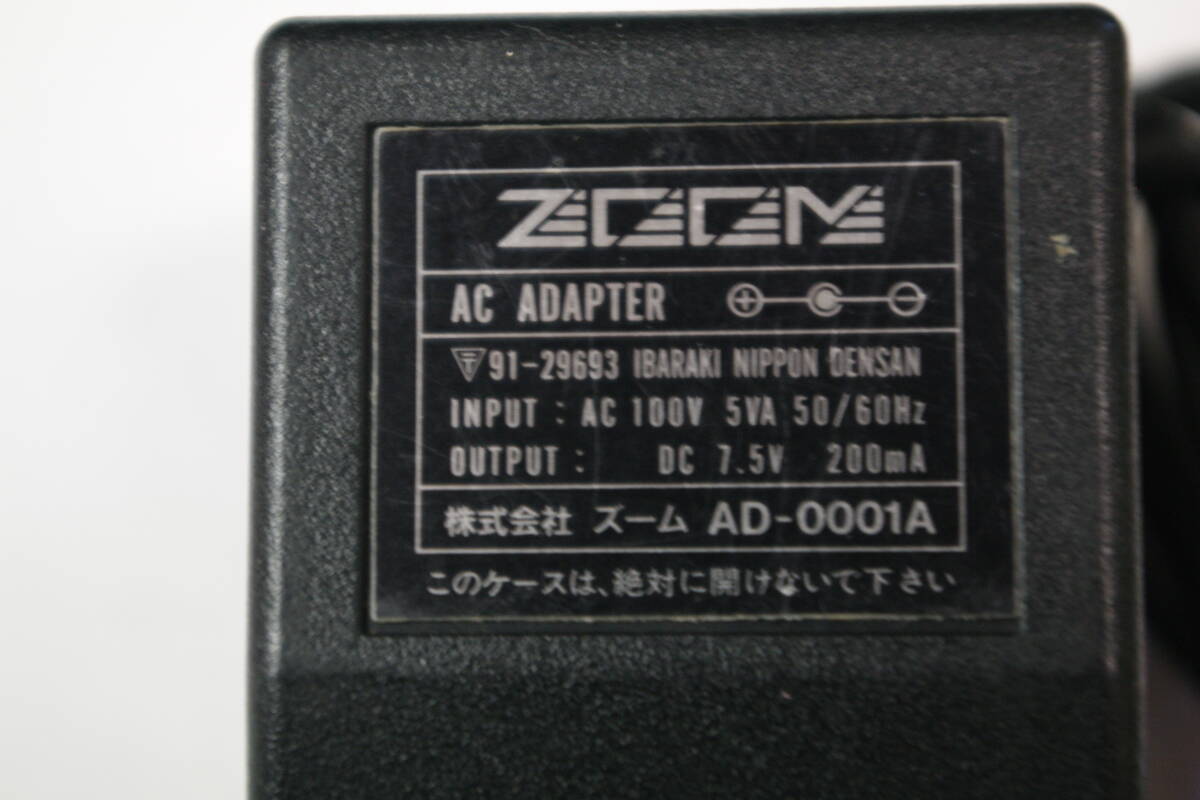 ZOOM
AC ADAPTER
91-29693 IBARAKI NIPPON DENSAN
INPUT : AC 100V 5VA 50/60Hz
OUTPUT : DC 7.5V 200mA
株式会社 ズーム AD-0001A
このケースは、絶対に開けないで下さい